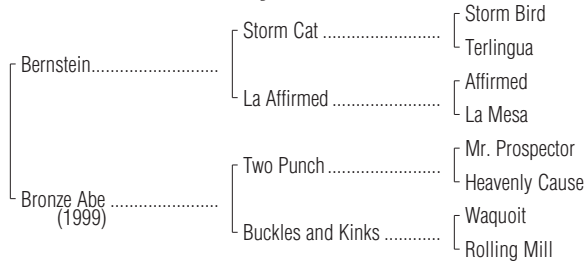 Storm Bird
Storm Cat ........................
Terlingua
Bernstein..........................
Affirmed
La Affirmed ......................
La Mesa
Mr. Prospector
Two Punch .......................
Heavenly Cause
Bronze Abe ......................
(1999)
Waquoit
Buckles and Kinks ............
Rolling Mill